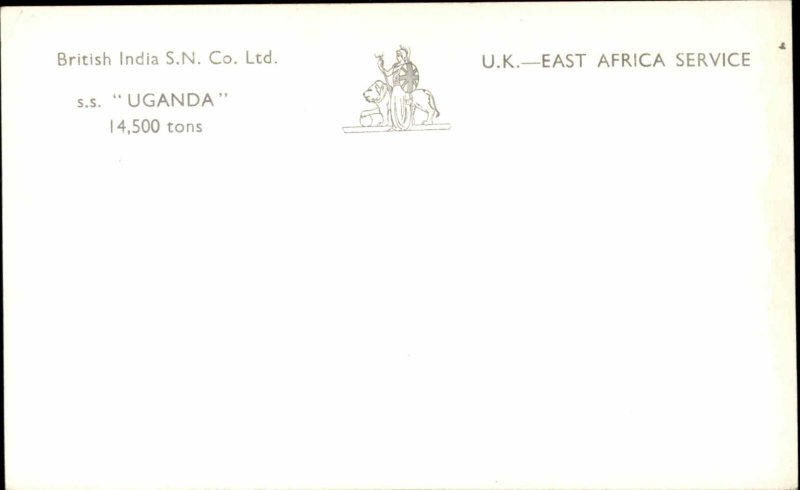 British India S.N. Co. Ltd.
U.K.—EAST AFRICA SERVICE
s.s. "UGANDA"
14,500 tons